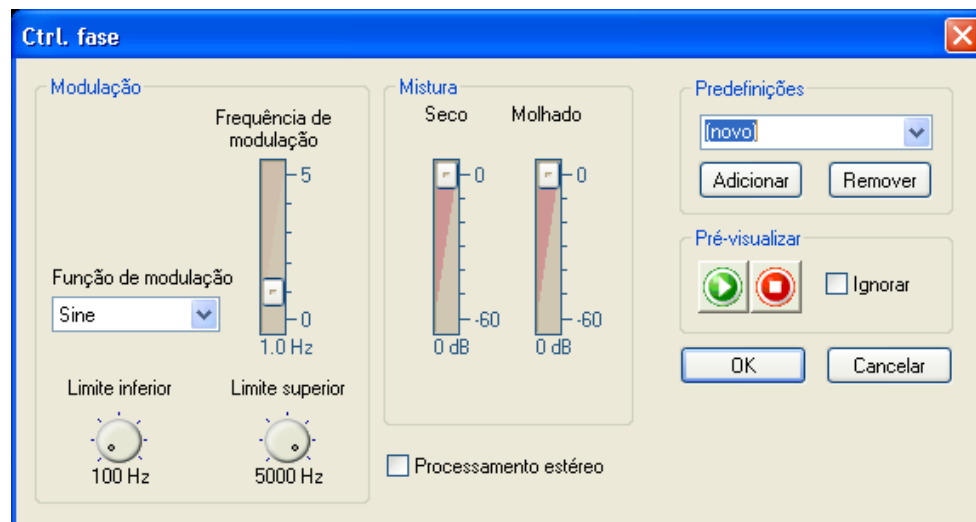 Ctrl. fase
Modulação
Frequência de
modulação
5
0
1.0 Hz
Função de modulação
Sine
Limite inferior
100 Hz
Limite superior
5000 Hz
Mistura
Seco
0
-60
0 dB
Molhado
0
-60
0 dB
Processamento estéreo
Predefinições
(novo)
Adicionar
Remover
Pré-visualizar
Ignorar
OK
Cancelar